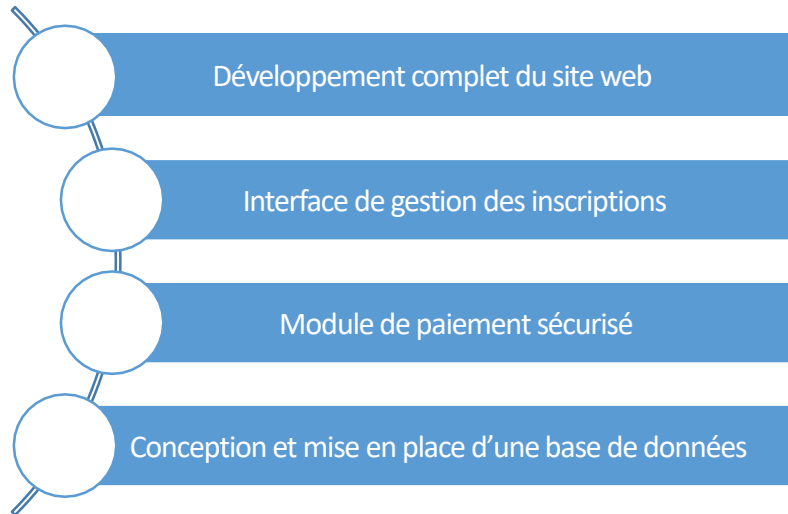 Développement complet du site web
Interface de gestion des inscriptions
Module de paiement sécurisé
Conception et mise en place d’une base de données